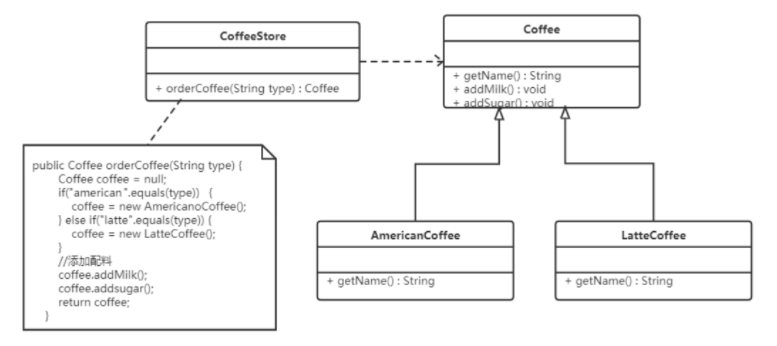 CoffeeStore
+ orderCoffee(String type) : Coffee
Coffee
+ getName() : String
+ addMilk() : void
+ addSugar() : void
public Coffee orderCoffee(String type) {
Coffee coffee = null;
if("american".equals(type)) {
coffee = new AmericanoCoffee();
} else if("latte".equals(type)) {
coffee = new LatteCoffee();
}
//添加配料
coffee.addMilk();
coffee.addsugar();
return coffee;
}
AmericanCoffee
+ getName() : String
LatteCoffee
+ getName() : String